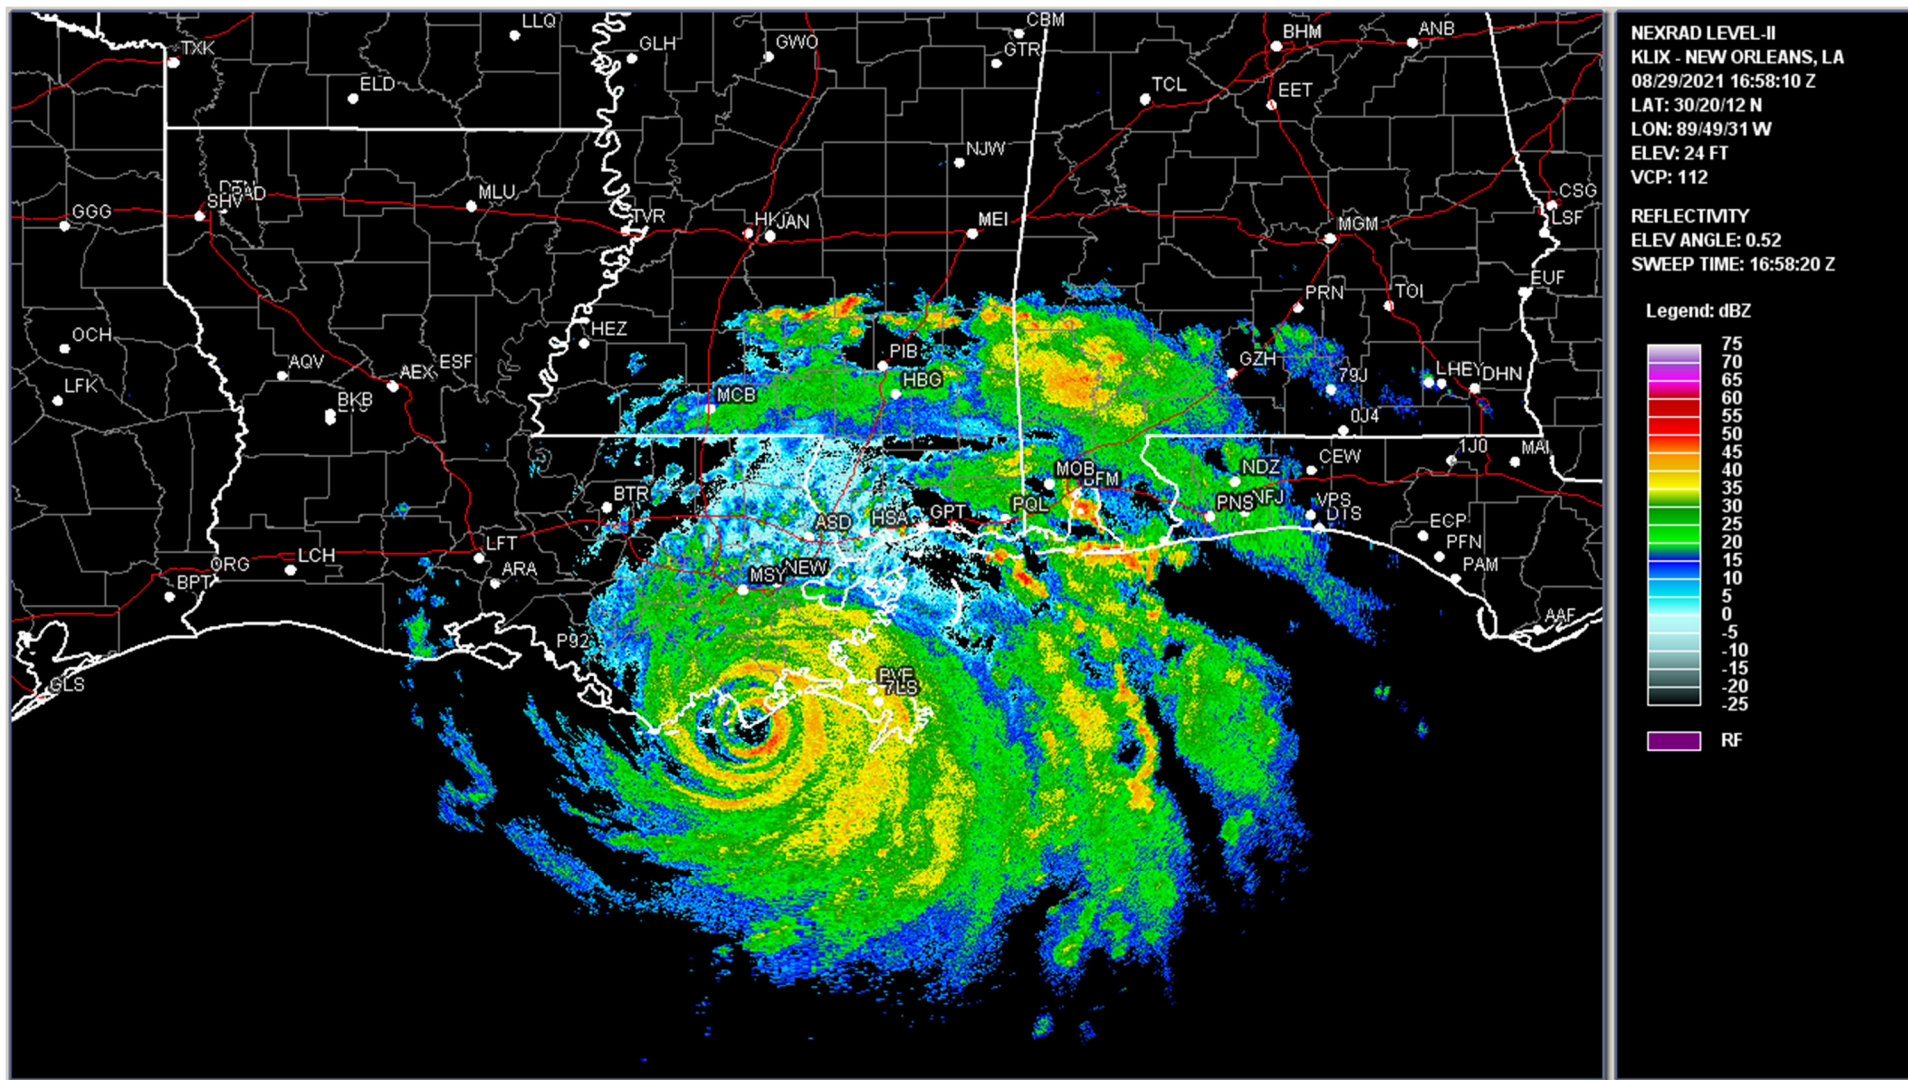 LLQ
CBM
TXK
GLH
GWO
GTR
BHM
ANB
ELD
TCL
EET
NJW
MLU
CSG
GGG
SHV
TVR
HKJAN
MEI
MGM
LSF
EUF
PRN
TOI
OCH
HEZ
PIB
GZH
AQV
AEX
ESF
HBG
79J
LHEY
DHN
LFK
BKB
MCB
0J4
1J0
MAI
MOB
NDZ
CEW
BTR
PQL
PNS
NFJ
VPS
DTS
ASD
HSA
GPT
ECP
PFN
LFT
ORG
LCH
ARA
MSY
NEW
PAM
BPT
AAF
P92
GLS
7LS
NEXRAD LEVEL-II
KLIX - NEW ORLEANS, LA
08/29/2021 16:58:10 Z
LAT: 30/20/12 N
LON: 89/49/31 W
ELEV: 24 FT
VCP: 112
REFLECTIVITY
ELEV ANGLE: 0.52
SWEEP TIME: 16:58:20 Z
Legend: dBZ
75
70
65
60
55
50
45
40
35
30
25
20
15
10
5
0
-5
-10
-15
-20
-25
RF